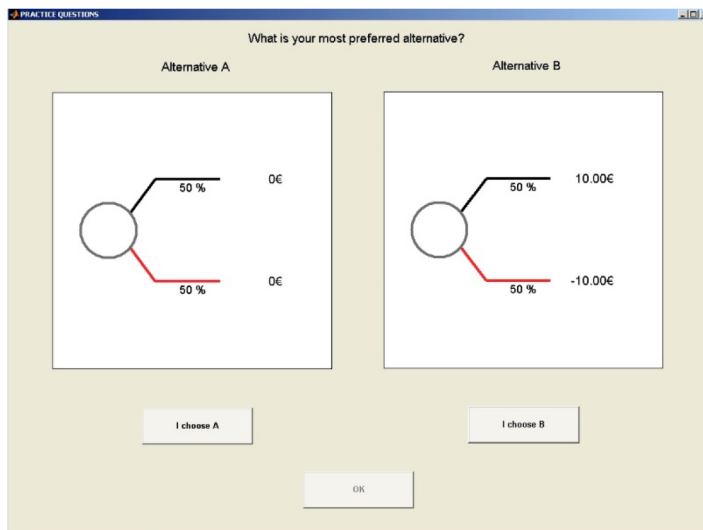 PRACTICE QUESTIONS
What is your most preferred alternative?
Alternative A
Alternative B
50 %
0€
50 %
0€
50 %
10.00€
50 %
-10.00€
I choose A
I choose B
OK